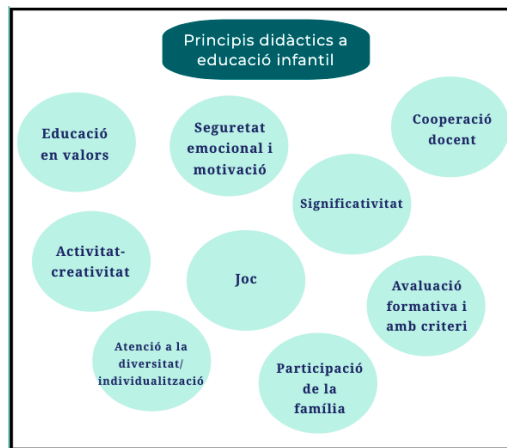 Principis didàctics a
educació infantil
Educació
en valors
Seguretat
emocional i
motivació
Cooperació
docent
Significativitat
Activitat-
creativitat
Joc
Avaluació
formativa i
amb criteri
Atenció a la
diversitat/
individualització
Participació
de la
família